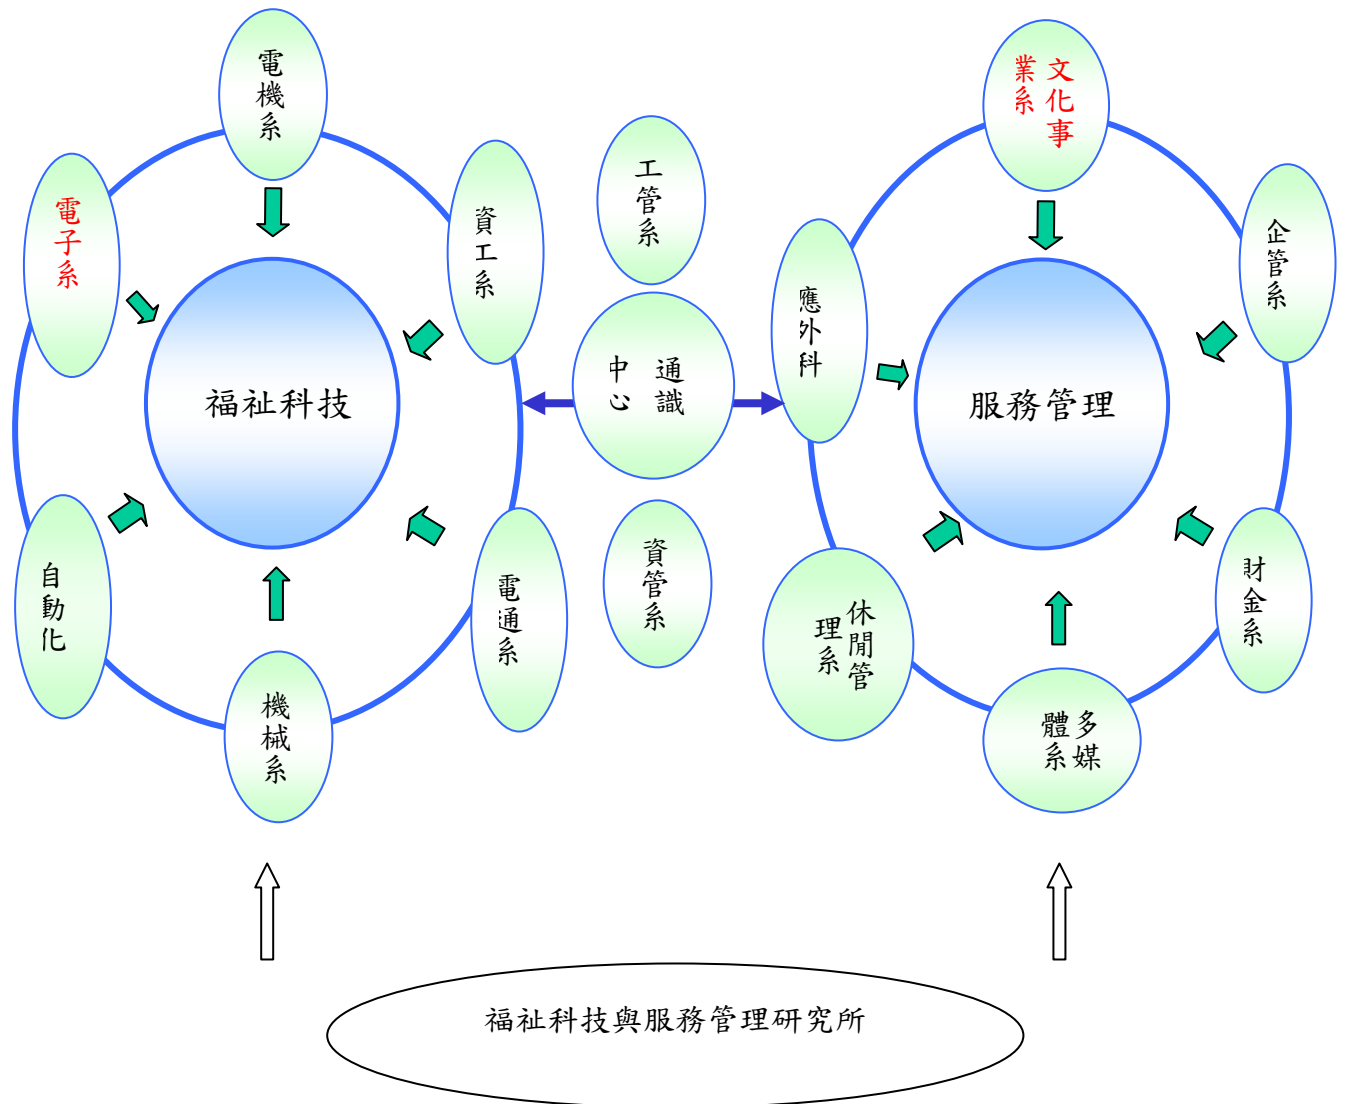 電機系
電子系
資工系
福祉科技
自動化
電通系
機械系
工管系
通識
中心
資管系
文化事
業系
企管系
應外科
服務管理
休閒管
理系
財金系
多媒
體系
福祉科技與服務管理研究所